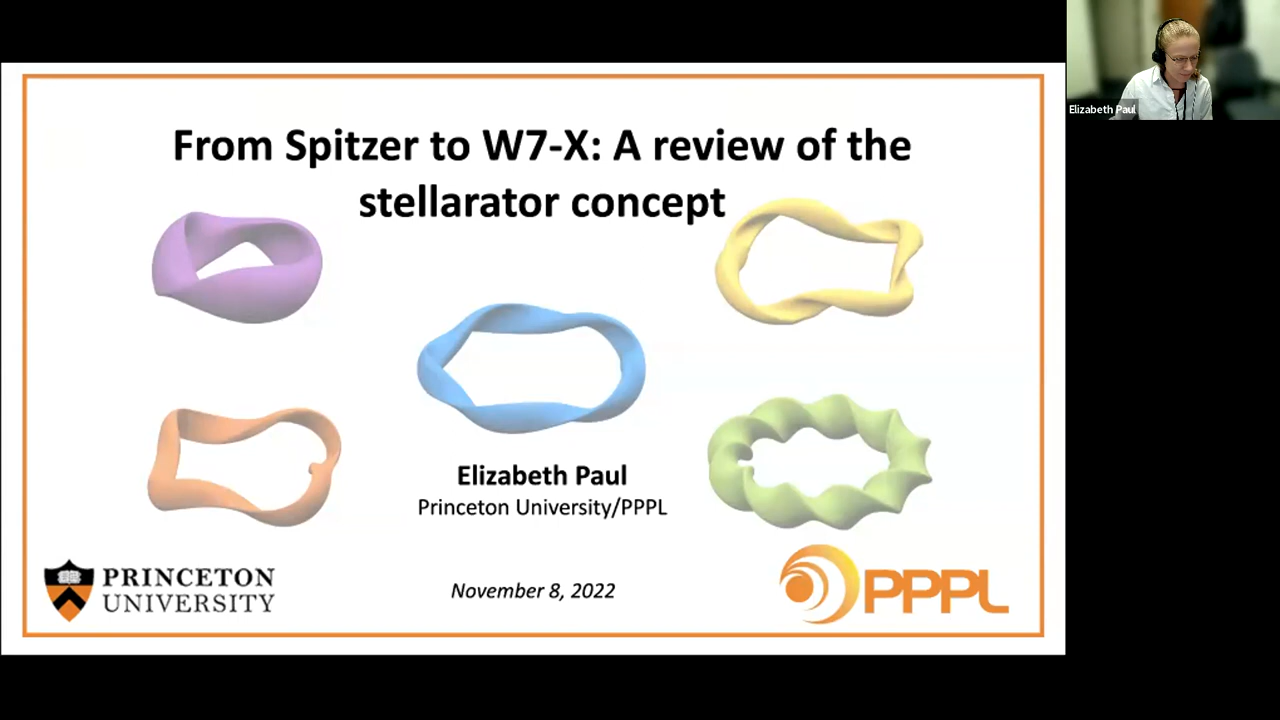 From Spitzer to W7-X: A review of the
stellarator concept
Elizabeth Paul
Princeton University/PPPL
November 8, 2022
PRINCETON
UNIVERSITY
PPPL
Elizabeth Paul